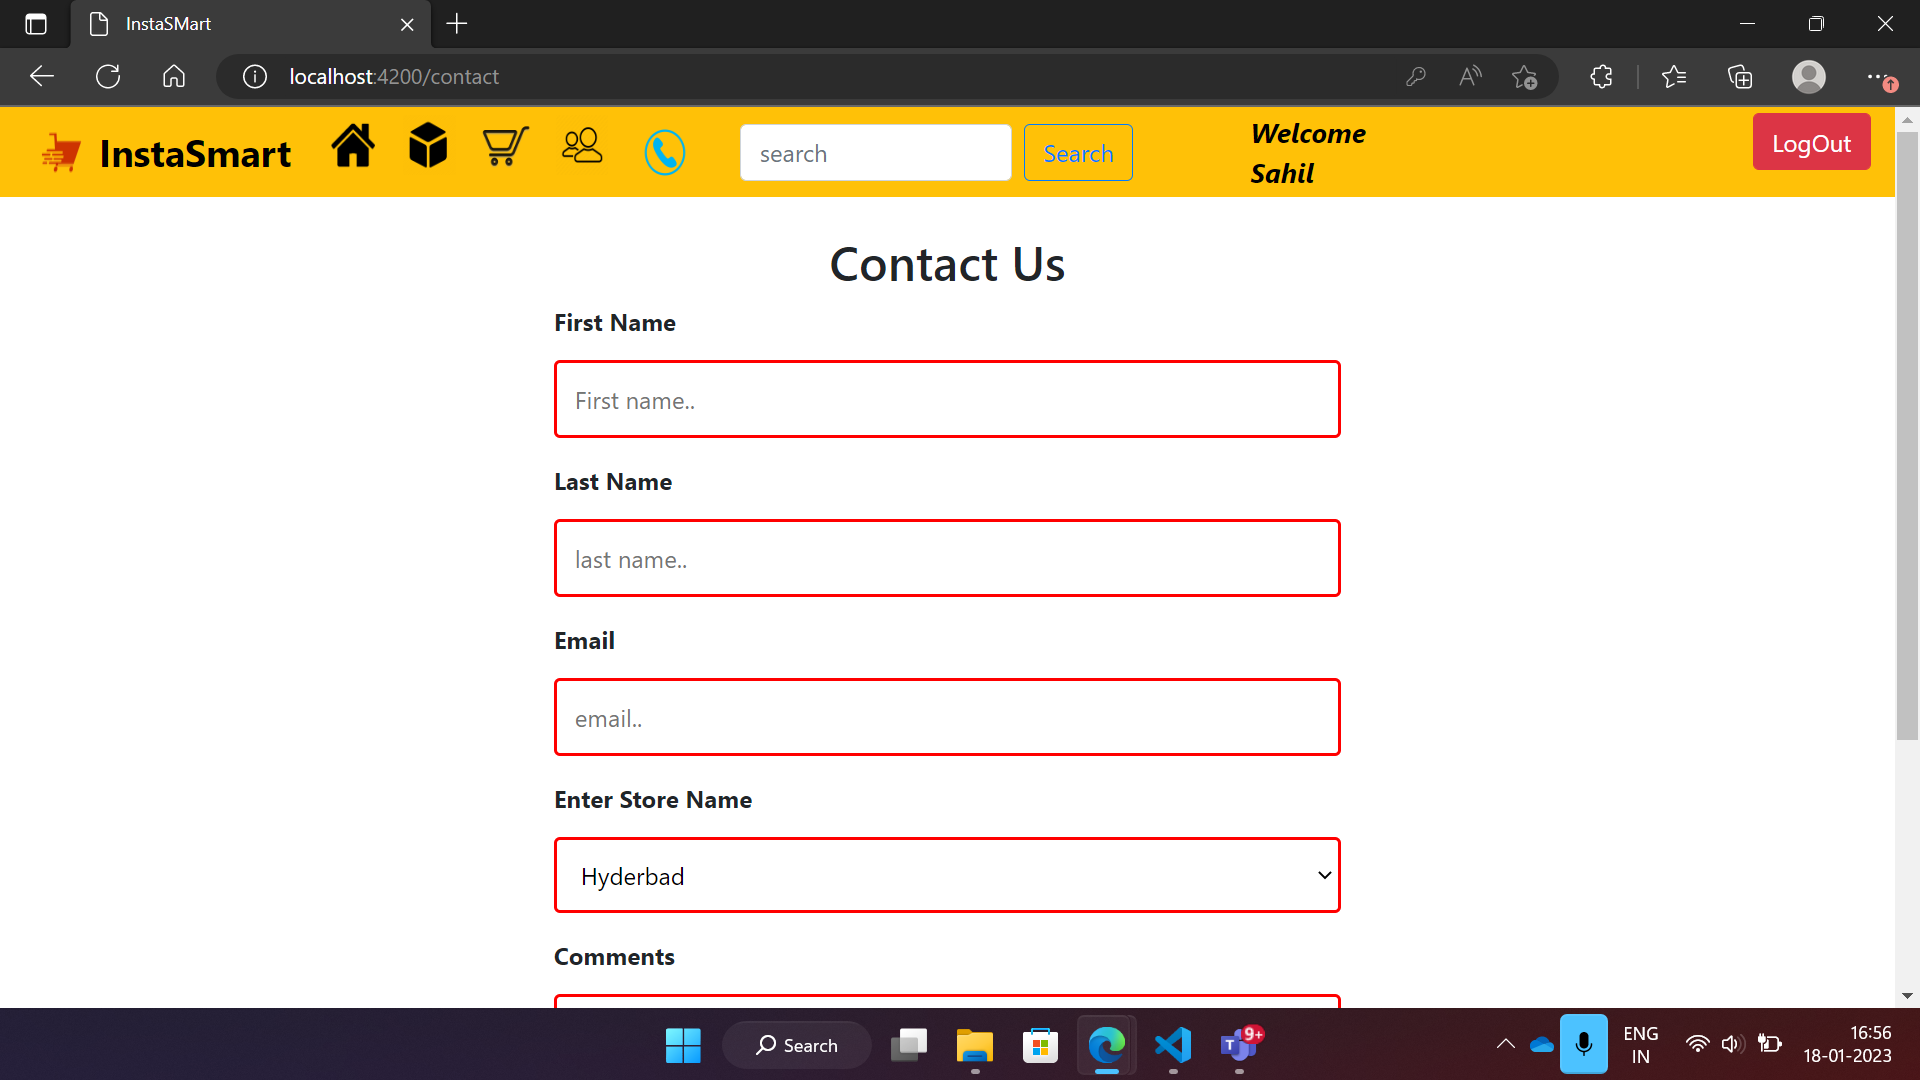 InstaSMart
localhost:4200/contact
InstaSmart
search
Search
Welcome
Sahil
LogOut
Contact Us
First Name
First name..
Last Name
last name..
Email
email..
Enter Store Name
Hyderbad
Comments
Search
9+
T
ENG
IN
16:56
18-01-2023